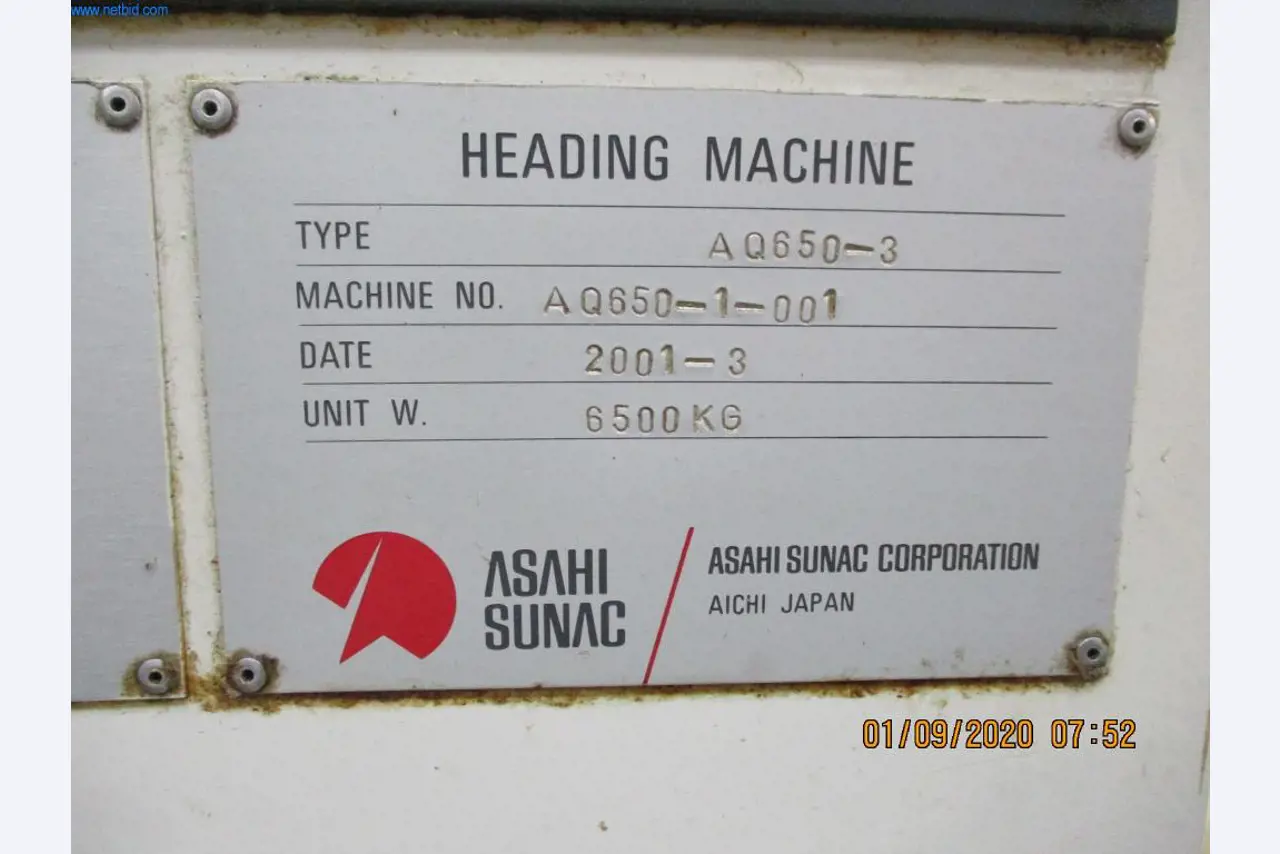 www.netbid.com
HEADING MACHINE
TYPE AQ650-3
MACHINE NO. AQ650-1-001
DATE 2001-3
UNIT W. 6500KG
ASAHI SUNAC
ASAHI SUNAC CORPORATION
AICHI JAPAN
01/09/2020 07:52